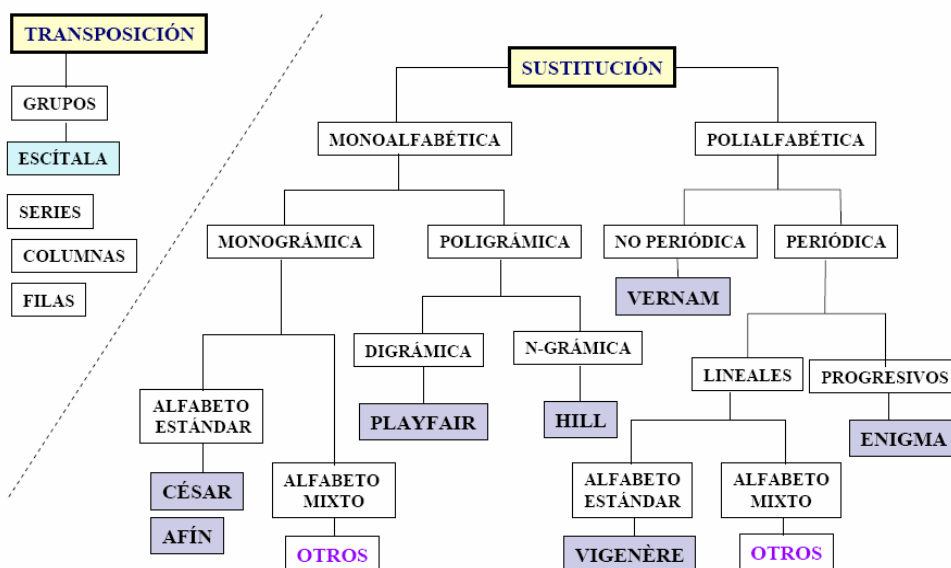 TRANSPOSICIÓN
GRUPOS
ESCÍTALA
SERIES
COLUMNAS
FILAS
SUSTITUCIÓN
MONOALFABÉTICA
POLIALFABÉTICA
MONOGRÁMICA
POLIGRÁMICA
NO PERIÓDICA
PERIÓDICA
VERNAM
DIGRÁMICA
N-GRÁMICA
LINEALES
PROGRESIVOS
ALFABETO
ESTÁNDAR
PLAYFAIR
HILL
ENIGMA
CÉSAR
AFÍN
ALFABETO
MIXTO
OTROS
ALFABETO
ESTÁNDAR
VIGENÈRE
ALFABETO
MIXTO
OTROS